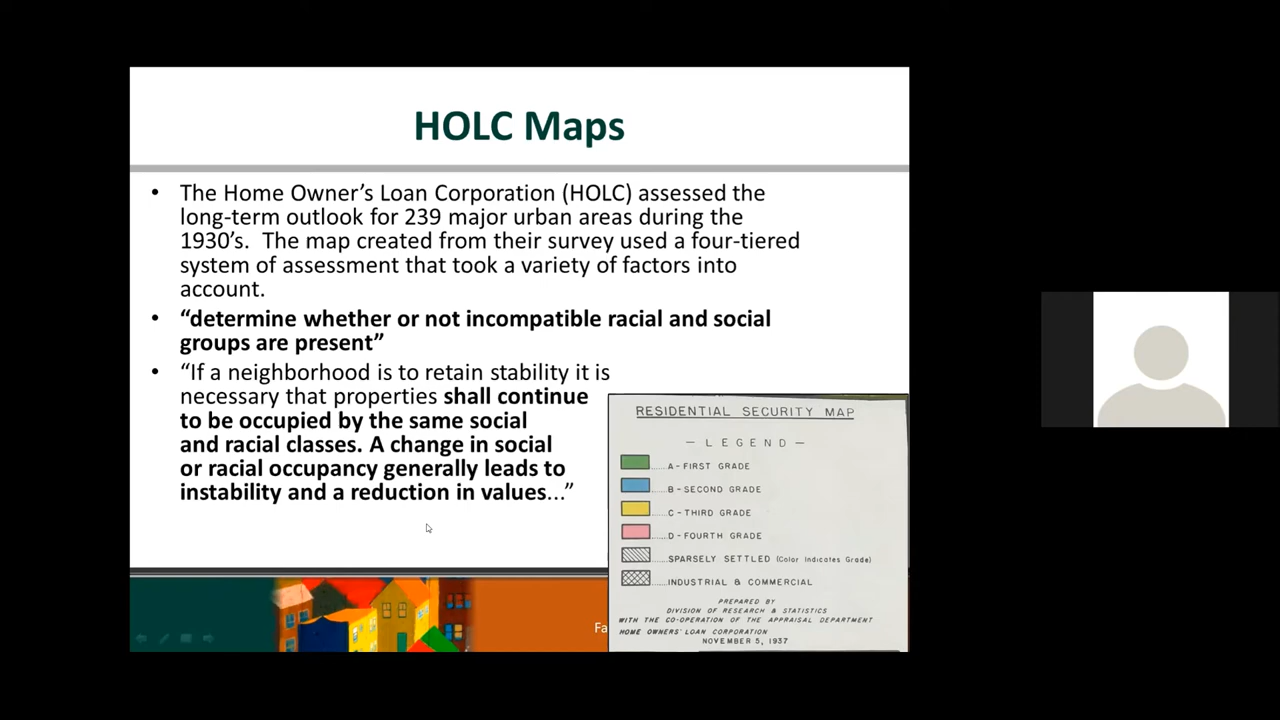 HOLC Maps
• The Home Owner’s Loan Corporation (HOLC) assessed the
long-term outlook for 239 major urban areas during the
1930’s.  The map created from their survey used a four-tiered
system of assessment that took a variety of factors into
account.
• “determine whether or not incompatible racial and social
groups are present”
• “If a neighborhood is to retain stability it is
necessary that properties shall continue
to be occupied by the same social
and racial classes. A change in social
or racial occupancy generally leads to
instability and a reduction in values…”
RESIDENTIAL SECURITY MAP
— LEGEND —
A - FIRST GRADE
B - SECOND GRADE
C - THIRD GRADE
D - FOURTH GRADE
SPARSELY SETTLED (Color Indicates Grade)
INDUSTRIAL & COMMERCIAL
PREPARED BY
DIVISION OF RESEARCH & STATISTICS
WITH THE CO-OPERATION OF THE APPRAISAL DEPARTMENT
HOME OWNERS' LOAN CORPORATION
NOVEMBER 5, 1937